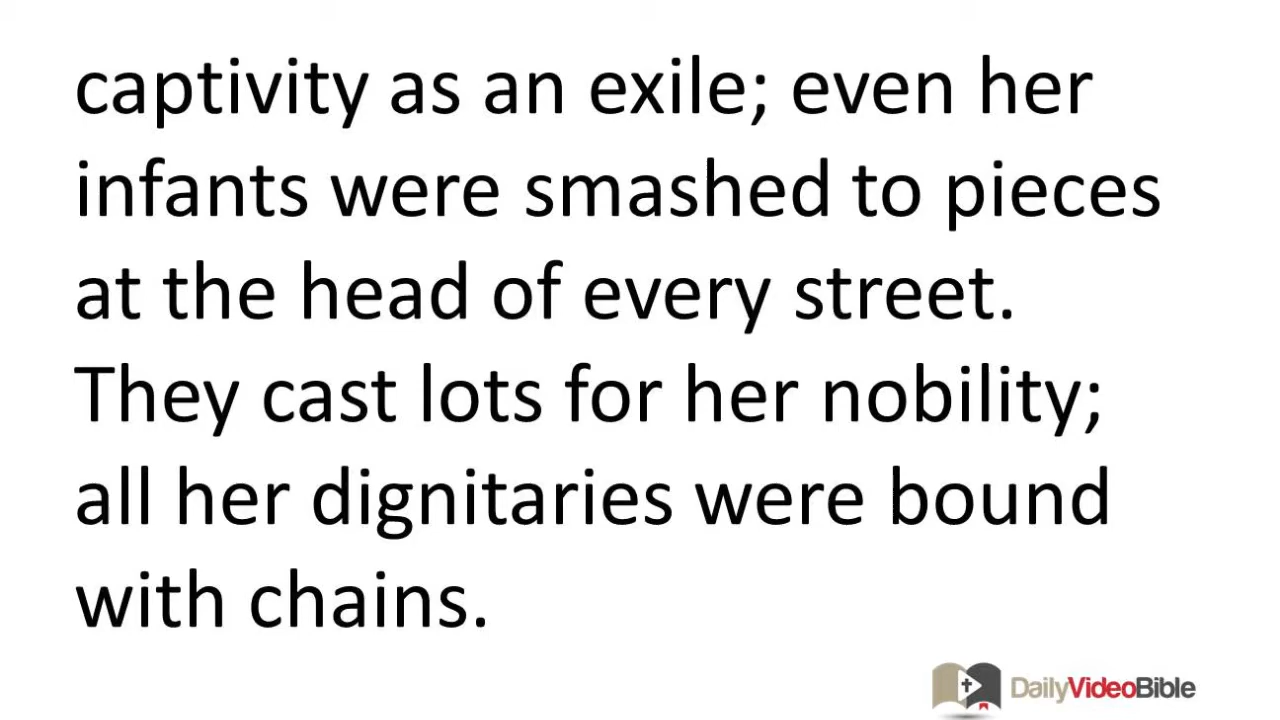 captivity as an exile; even her
infants were smashed to pieces
at the head of every street.
They cast lots for her nobility;
all her dignitaries were bound
with chains.
DailyVideoBible